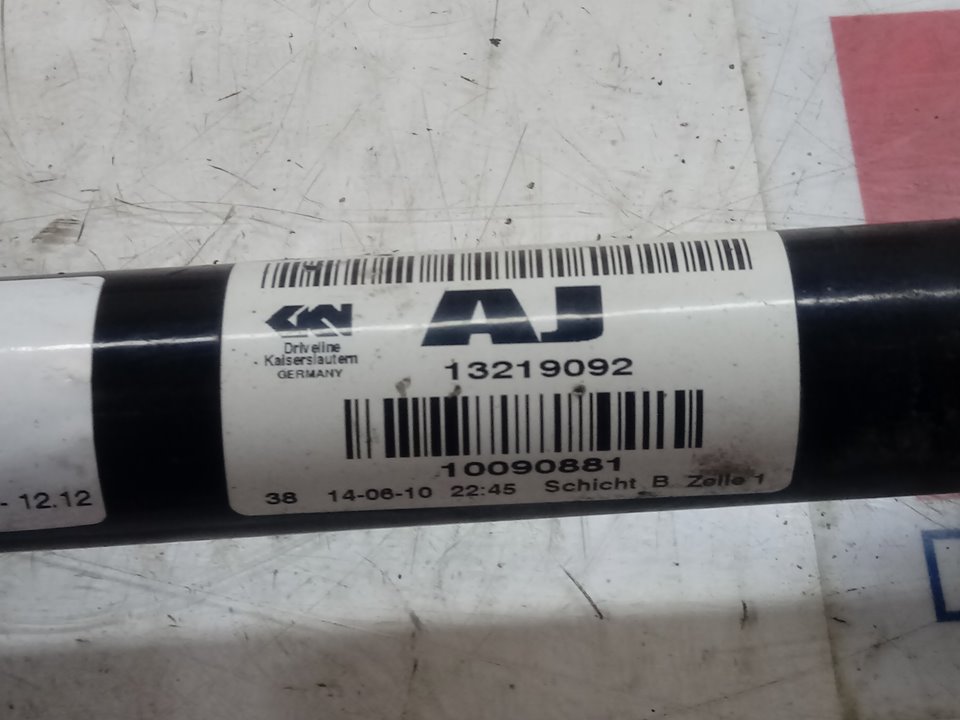 GKN
AJ
Driveline
Kaiserslautern
GERMANY
13219092
10090881
38 14-06-10 22:45 Schicht B Zelle 1
- 12.12